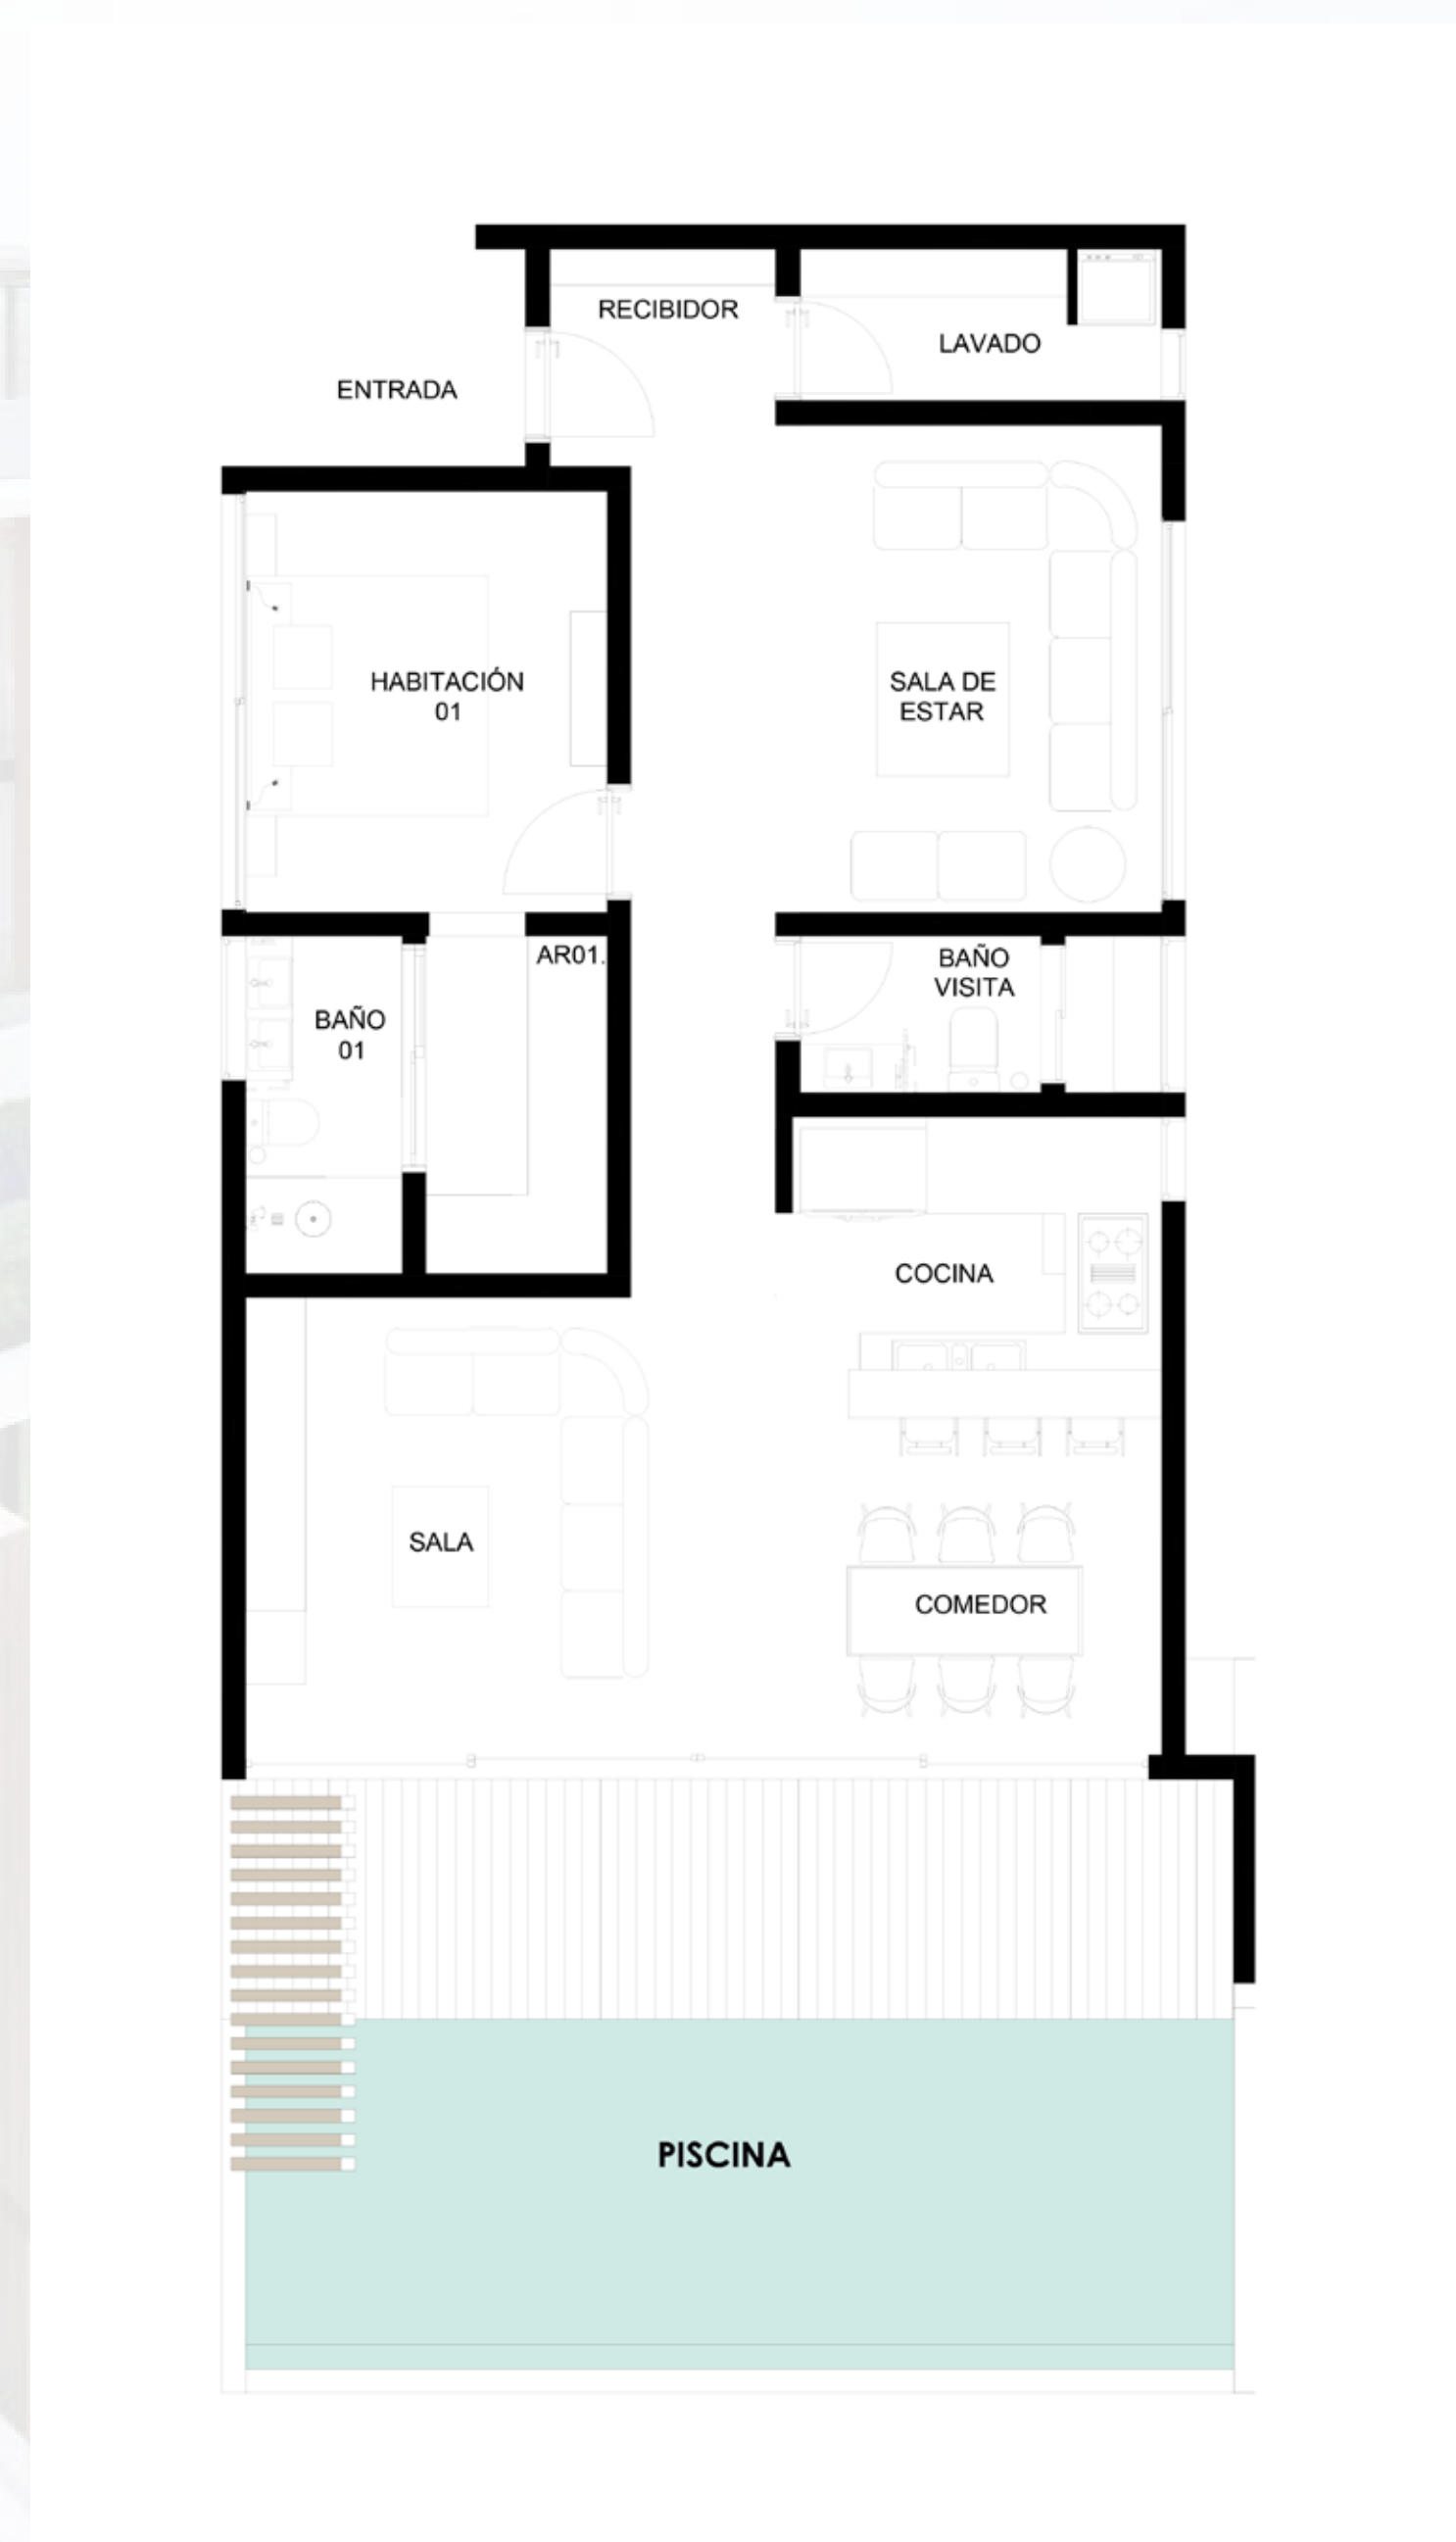 RECIBIDOR
LAVADO
ENTRADA
HABITACIÓN
01
SALA DE
ESTAR
AR01.
BAÑO
VISITA
BAÑO
01
COCINA
SALA
COMEDOR
PISCINA